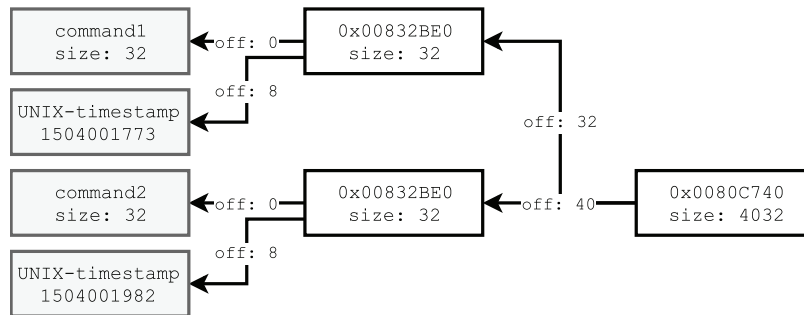 command1
size: 32
off: 0
0x00832BE0
size: 32
off: 8
UNIX-timestamp
1504001773
off: 32
command2
size: 32
off: 0
0x00832BE0
size: 32
off: 40
0x0080C740
size: 4032
off: 8
UNIX-timestamp
1504001982